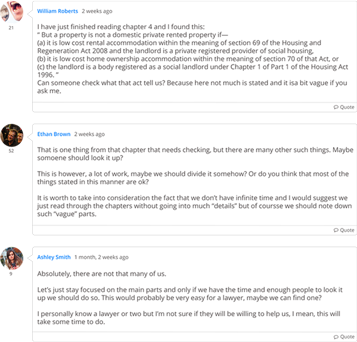 William Roberts 2 weeks ago
21
I have just finished reading chapter 4 and I found this:
" But a property is not a domestic private rented property if—
(a) it is low cost rental accommodation within the meaning of section 69 of the Housing and
Regeneration Act 2008 and the landlord is a private registered provider of social housing,
(b) it is low cost home ownership accommodation within the meaning of section 70 of that Act, or
(c) the landlord is a body registered as a social landlord under Chapter 1 of Part 1 of the Housing Act
1996. "
Can someone check what that act tell us? Because here not much is stated and it isa bit vague if you
ask me.
Quote
Ethan Brown 2 weeks ago
52
That is one thing from that chapter that needs checking, but there are many other such things. Maybe
somoene should look it up?
This is however, a lot of work, maybe we should divide it somehow? Or do you think that most of the
things stated in this manner are ok?
It is worth to take into consideration the fact that we don't have infinite time and I would suggest we
just read through the chapters without going into much "details" but of courrse we should note down
such "vague" parts.
Quote
Ashley Smith 1 month, 2 weeks ago
9
Absolutely, there are not that many of us.
Let's just stay focused on the main parts and only if we have the time and enough people to look it
up we should do so. This would probably be very easy for a lawyer, maybe we can find one?
I personally know a lawyer or two but I'm not sure if they will be willing to help us, I mean, this will
take some time to do.
Quote